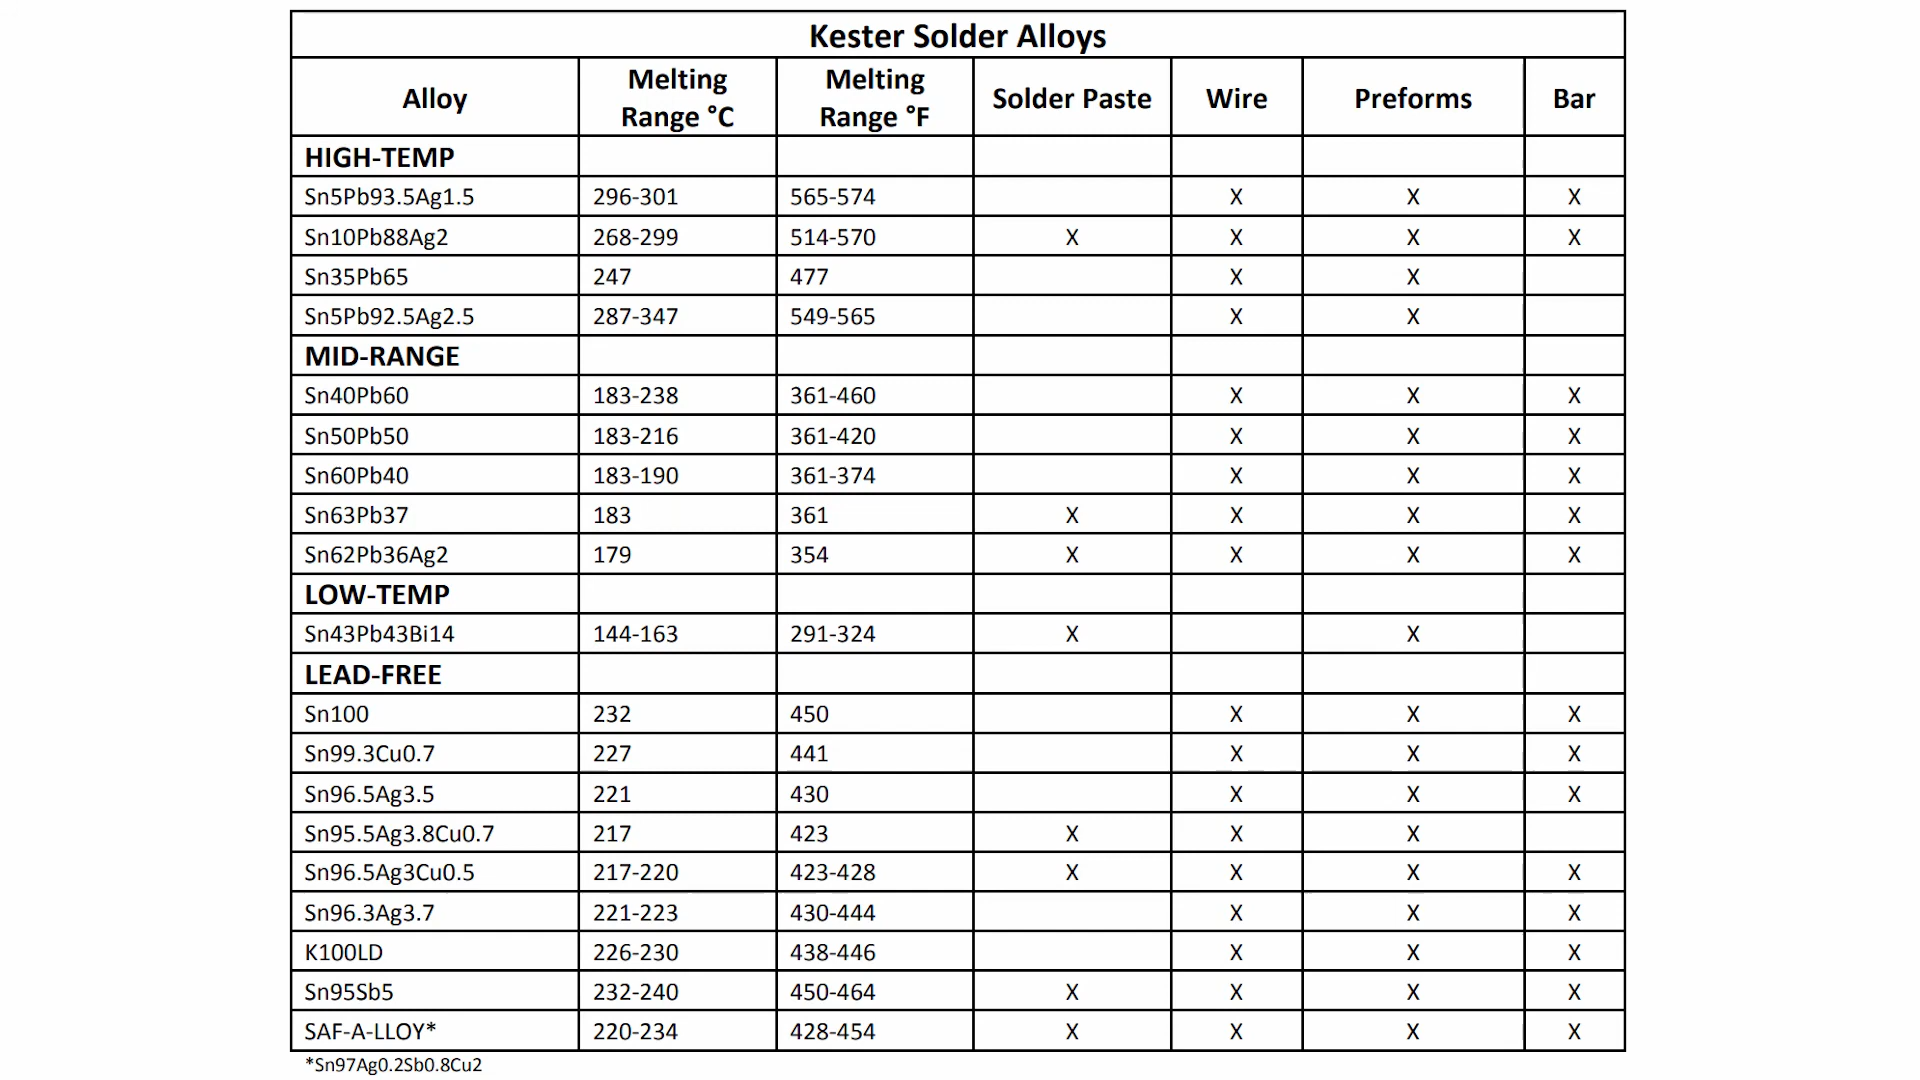 Kester Solder Alloys
Alloy Melting Range °C Melting Range °F Solder Paste Wire Preforms Bar
HIGH-TEMP
Sn5Pb93.5Ag1.5 296-301 565-574 X X X
Sn10Pb88Ag2 268-299 514-570 X X X X
Sn35Pb65 247 477 X X
Sn5Pb92.5Ag2.5 287-347 549-565 X X
MID-RANGE
Sn40Pb60 183-238 361-460 X X X
Sn50Pb50 183-216 361-420 X X X
Sn60Pb40 183-190 361-374 X X X
Sn63Pb37 183 361 X X X X
Sn62Pb36Ag2 179 354 X X X X
LOW-TEMP
Sn43Pb43Bi14 144-163 291-324 X X
LEAD-FREE
Sn100 232 450 X X X
Sn99.3Cu0.7 227 441 X X X
Sn96.5Ag3.5 221 430 X X X
Sn95.5Ag3.8Cu0.7 217 423 X X X
Sn96.5Ag3Cu0.5 217-220 423-428 X X X X
Sn96.3Ag3.7 221-223 430-444 X X X
K100LD 226-230 438-446 X X X
Sn95Sb5 232-240 450-464 X X X X
SAF-A-LLOY* 220-234 428-454 X X X X
*Sn97Ag0.2Sb0.8Cu2